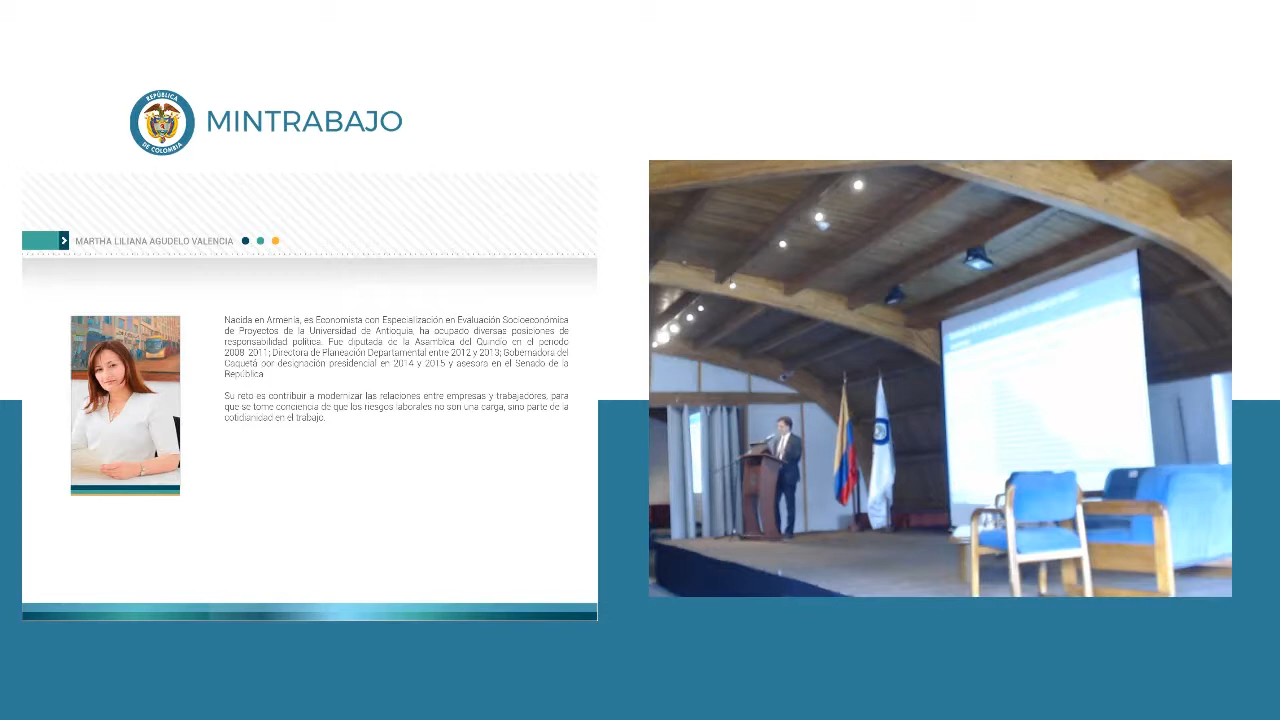 REPÚBLICA
DE COLOMBIA
MINTRABAJO
MARTHA LILIANA AGUDELO VALENCIA
Nacida en Armenia, es Economista con Especialización en Evaluación Socioeconómica
de Proyectos de la Universidad de Antioquia, ha ocupado diversas posiciones de
responsabilidad política. Fue diputada de la Asamblea del Quindío en el periodo
2008-2011; Directora de Planeación Departamental entre 2012 y 2013; Gobernadora del
Caquetá por designación presidencial en 2014 y 2015 y asesora en el Senado de la
República.
Su reto es contribuir a modernizar las relaciones entre empresas y trabajadores, para
que se tome conciencia de que los riesgos laborales no son una carga, sino parte de la
cotidianidad en el trabajo.